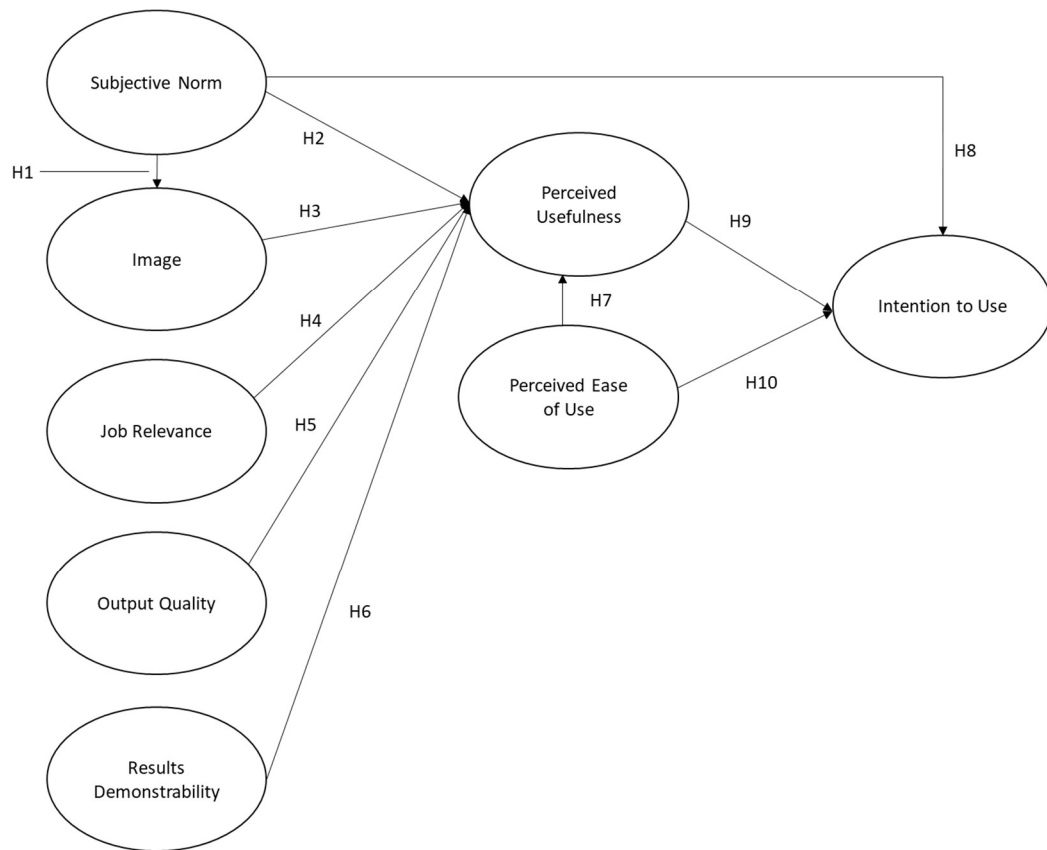 Subjective Norm
H1
H2
H8
Perceived
Usefulness
H3
H9
Image
Intention to Use
H7
H4
Perceived Ease
of Use
H10
Job Relevance
H5
Output Quality
H6
Results
Demonstrability